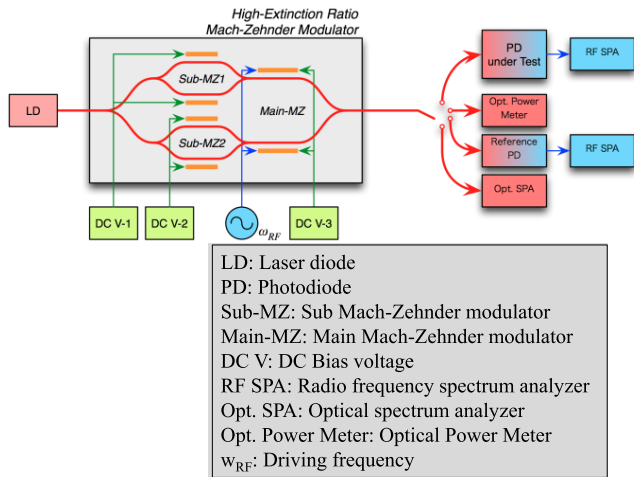 High-Extinction Ratio
Mach-Zehnder Modulator
LD
Sub-MZ1
Sub-MZ2
Main-MZ
DC V-1
DC V-2
ω_RF
DC V-3
PD
under Test
RF SPA
Opt. Power
Meter
Reference
PD
RF SPA
Opt. SPA
LD: Laser diode
PD: Photodiode
Sub-MZ: Sub Mach-Zehnder modulator
Main-MZ: Main Mach-Zehnder modulator
DC V: DC Bias voltage
RF SPA: Radio frequency spectrum analyzer
Opt. SPA: Optical spectrum analyzer
Opt. Power Meter: Optical Power Meter
w_RF: Driving frequency